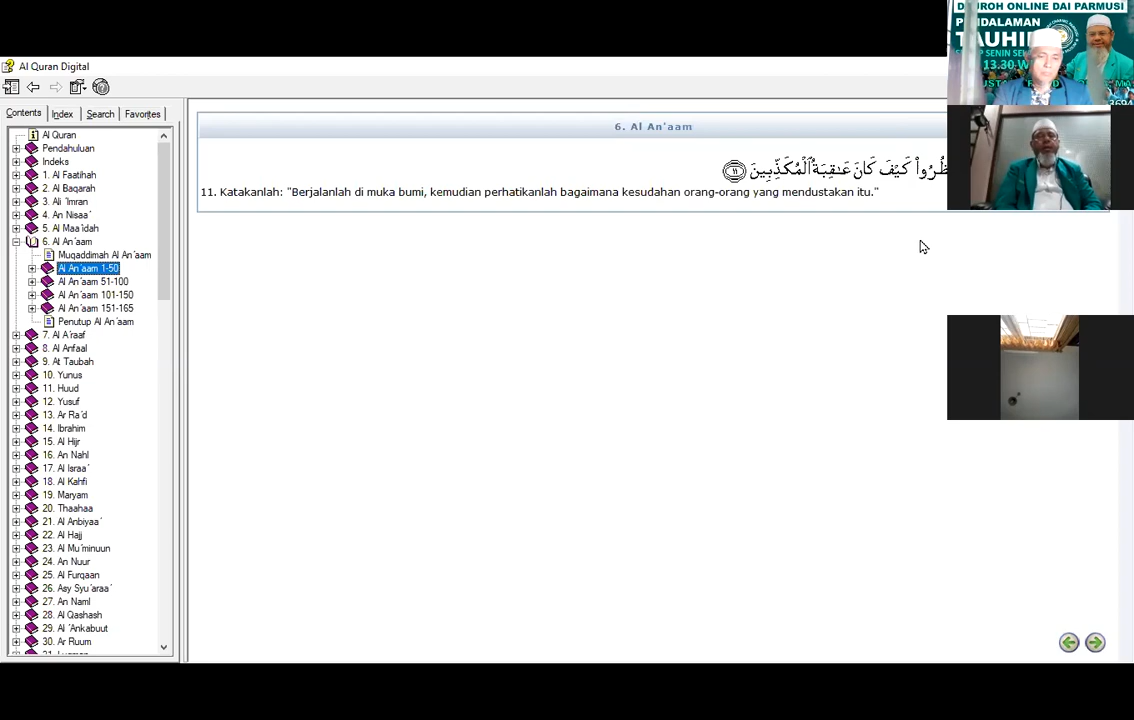 DAUROH ONLINE DAI PARMUSI
PENDALAMAN
TAUHID
13.30 W
Al Quran Digital
Contents
Index
Search
Favorites
Al Quran
Pendahuluan
Indeks
1. Al Faatihah
2. Al Baqarah
3. Ali 'Imran
4. An Nisaa'
5. Al Maa'idah
6. Al An'aam
Muqaddimah Al An'aam
Al An'aam 1-50
Al An'aam 51-100
Al An'aam 101-150
Al An'aam 151-165
Penutup Al An'aam
7. Al A'raaf
8. Al Anfaal
9. At Taubah
10. Yunus
11. Huud
12. Yusuf
13. Ar Ra'd
14. Ibrahim
15. Al Hijr
16. An Nahl
17. Al Israa'
18. Al Kahfi
19. Maryam
20. Thaahaa
21. Al Anbiyaa'
22. Al Hajj
23. Al Mu'minuun
24. An Nuur
25. Al Furqaan
26. Asy Syu'araa'
27. An Naml
28. Al Qashash
29. Al 'Ankabuut
30. Ar Ruum
6. Al An'aam
كَيْفَ كَانَ عَٰقِبَةُ ٱلْمُكَذِّبِينَ ١١
11. Katakanlah: "Berjalanlah di muka bumi, kemudian perhatikanlah bagaimana kesudahan orang-orang yang mendustakan itu."